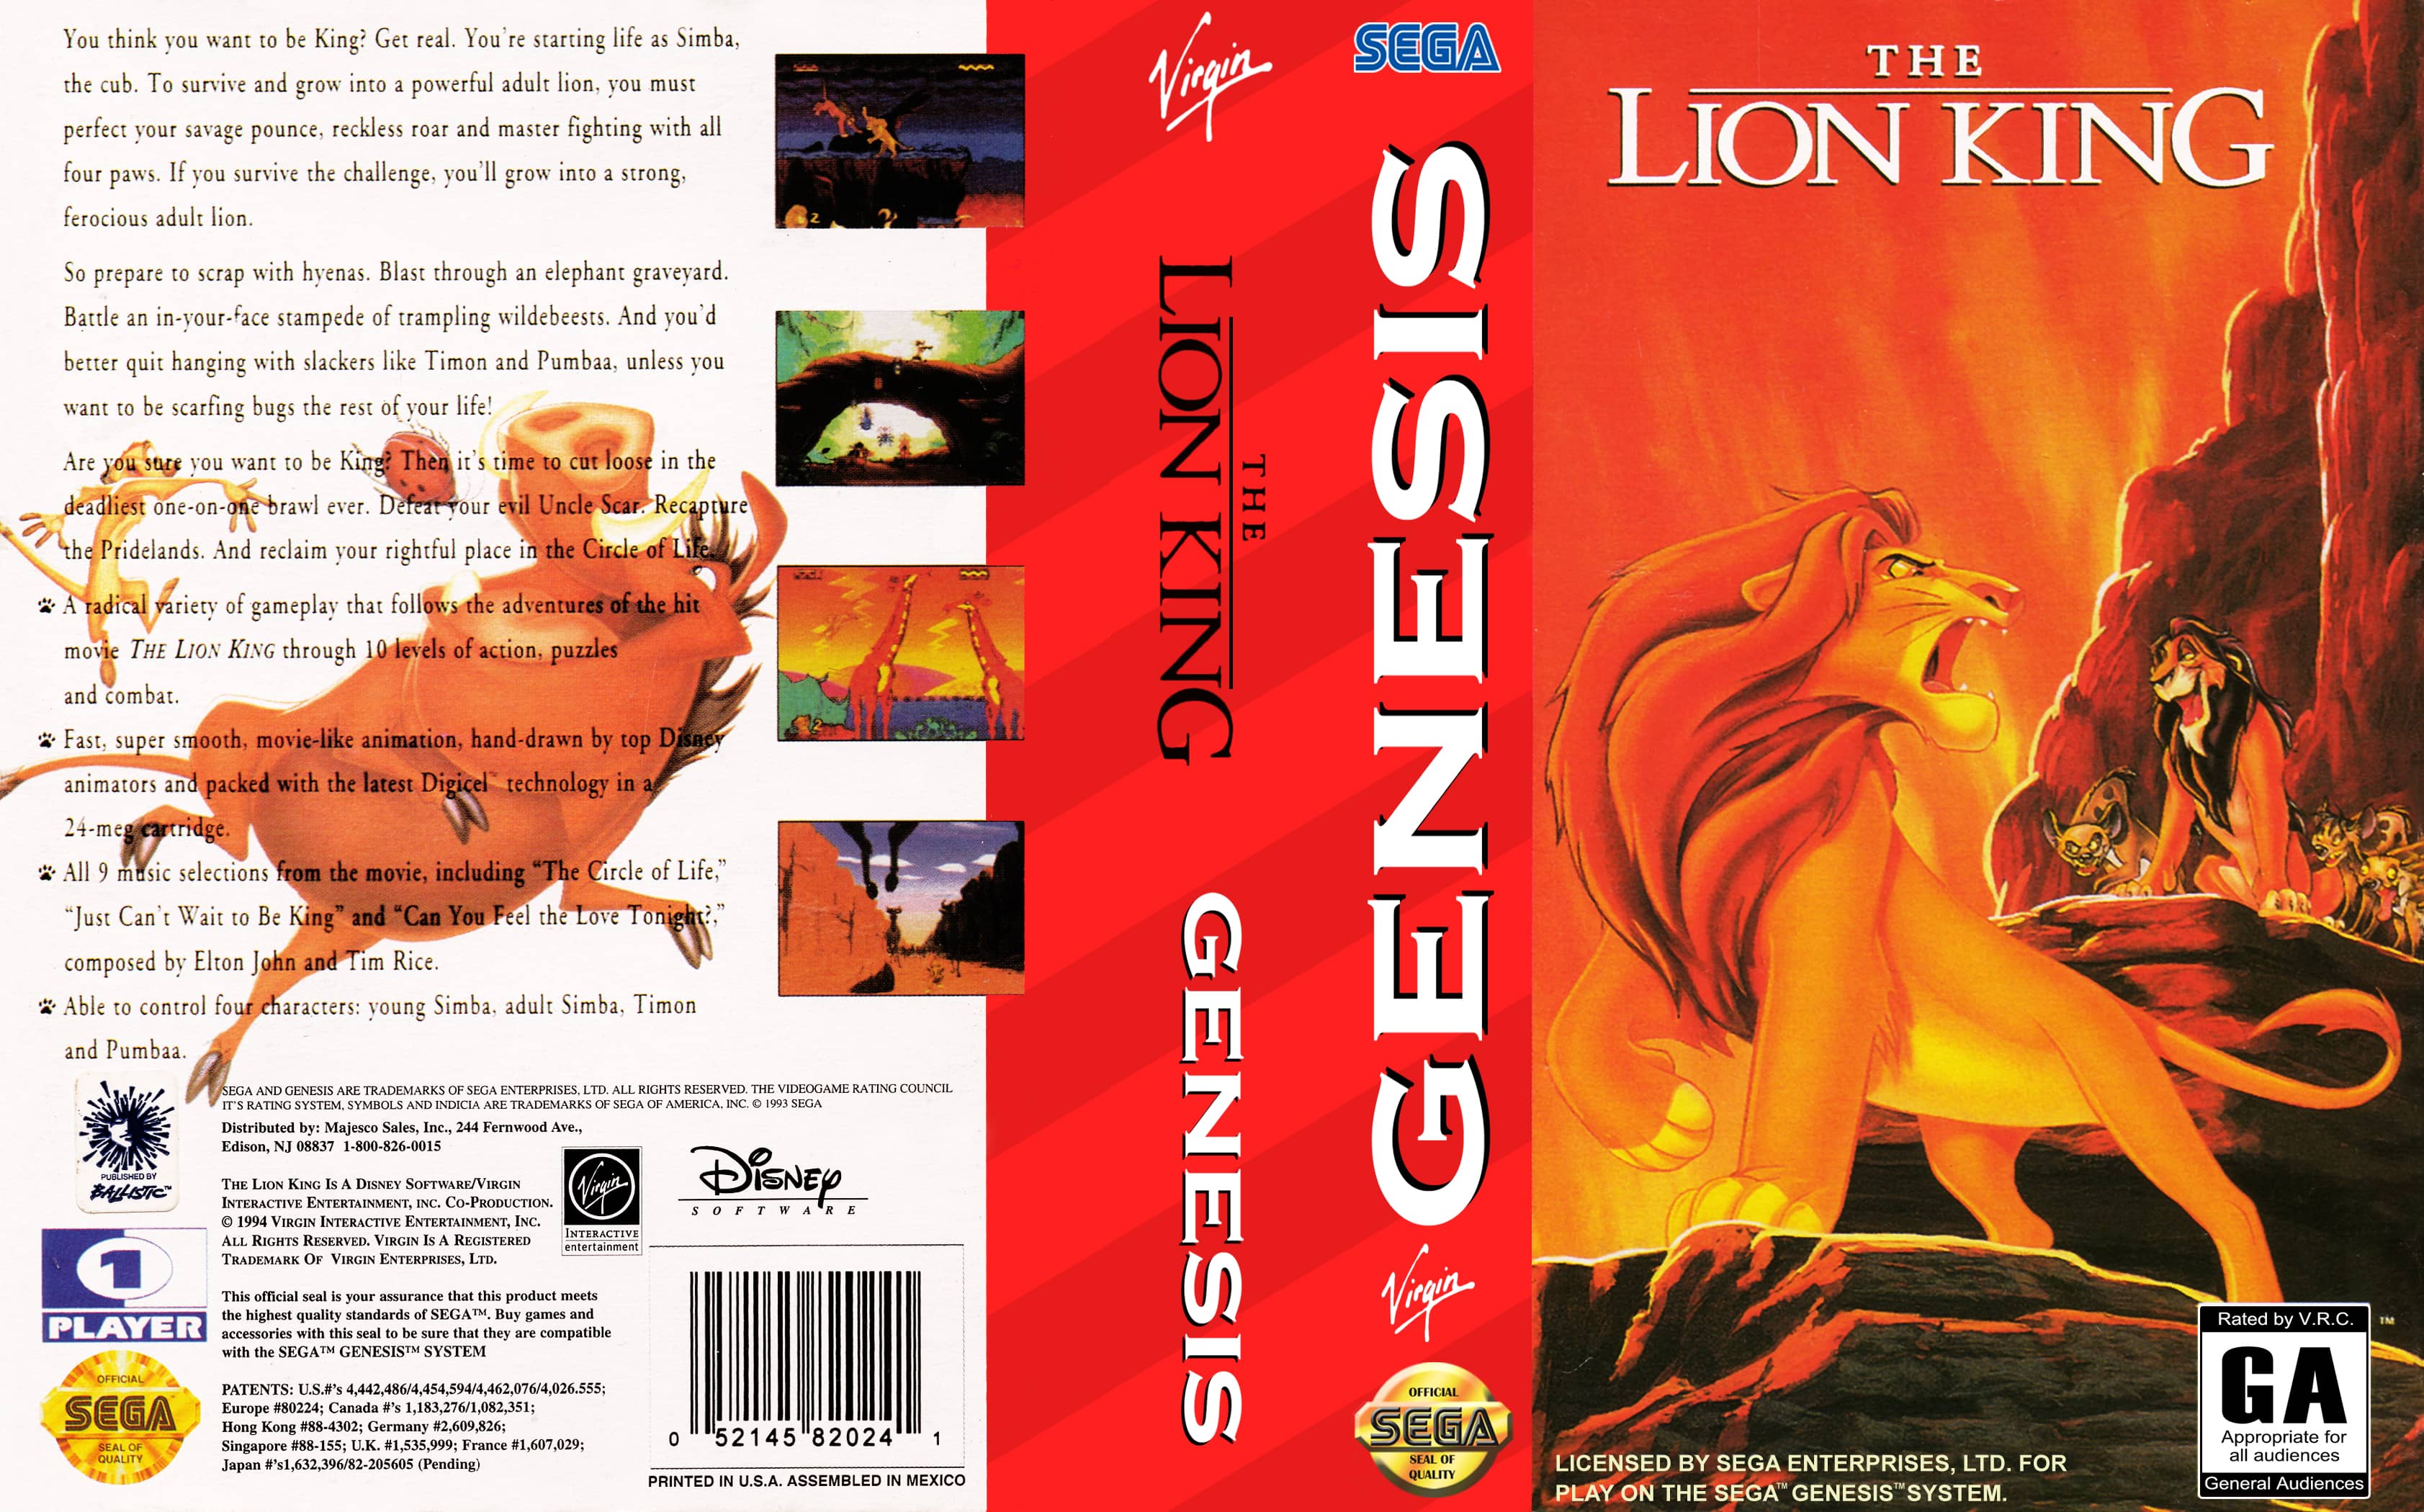 You think you want to be King? Get real. You're starting life as Simba,
the cub. To survive and grow into a powerful adult lion, you must
perfect your savage pounce, reckless roar and master fighting with all
four paws. If you survive the challenge, you'll grow into a strong,
ferocious adult lion.
So prepare to scrap with hyenas. Blast through an elephant graveyard.
Battle an in-your-face stampede of trampling wildebeests. And you'd
better quit hanging with slackers like Timon and Pumbaa, unless you
want to be scarfing bugs the rest of your life!
Are you sure you want to be King? Then it's time to cut loose in the
deadliest one-on-one brawl ever. Defeat your evil Uncle Scar. Recapture
the Pridelands. And reclaim your rightful place in the Circle of Life.
A radical variety of gameplay that follows the adventures of the hit
movie THE LION KING through 10 levels of action, puzzles
and combat.
Fast, super smooth, movie-like animation, hand-drawn by top Disney
animators and packed with the latest Digicel™ technology in a
24-meg cartridge.
All 9 music selections from the movie, including “The Circle of Life,”
“Just Can't Wait to Be King” and “Can You Feel the Love Tonight?,”
composed by Elton John and Tim Rice.
Able to control four characters: young Simba, adult Simba, Timon
and Pumbaa.
PUBLISHED BY
BALLISTIC™
1
PLAYER
OFFICIAL
SEGA
SEAL OF
QUALITY
SEGA AND GENESIS ARE TRADEMARKS OF SEGA ENTERPRISES, LTD. ALL RIGHTS RESERVED. THE VIDEOGAME RATING COUNCIL
IT'S RATING SYSTEM, SYMBOLS AND INDICIA ARE TRADEMARKS OF SEGA OF AMERICA, INC. © 1993 SEGA
Distributed by: Majesco Sales, Inc., 244 Fernwood Ave.,
Edison, NJ 08837 1-800-826-0015
THE LION KING IS A DISNEY SOFTWARE/VIRGIN
INTERACTIVE ENTERTAINMENT, INC. CO-PRODUCTION.
© 1994 VIRGIN INTERACTIVE ENTERTAINMENT, INC.
ALL RIGHTS RESERVED. VIRGIN IS A REGISTERED
TRADEMARK OF VIRGIN ENTERPRISES, LTD.
This official seal is your assurance that this product meets
the highest quality standards of SEGA™. Buy games and
accessories with this seal to be sure that they are compatible
with the SEGA™ GENESIS™ SYSTEM
PATENTS: U.S.#'s 4,442,486/4,454,594/4,462,076/4,026.555;
Europe #80224; Canada #'s 1,183,276/1,082,351;
Hong Kong #88-4302; Germany #2,609,826;
Singapore #88-155; U.K. #1,535,999; France #1,607,029;
Japan #'s1,632,396/82-205605 (Pending)
Virgin
INTERACTIVE
entertainment
Disney
SOFTWARE
0 52145 82024 1
PRINTED IN U.S.A. ASSEMBLED IN MEXICO
2
2
Virgin
THE
LION KING
GENESIS
SEGA
GENESIS
Virgin
OFFICIAL
SEGA
SEAL OF
QUALITY
THE
LION KING
Rated by V.R.C.
™
GA
Appropriate for
all audiences
General Audiences
LICENSED BY SEGA ENTERPRISES, LTD. FOR
PLAY ON THE SEGA™ GENESIS™ SYSTEM.